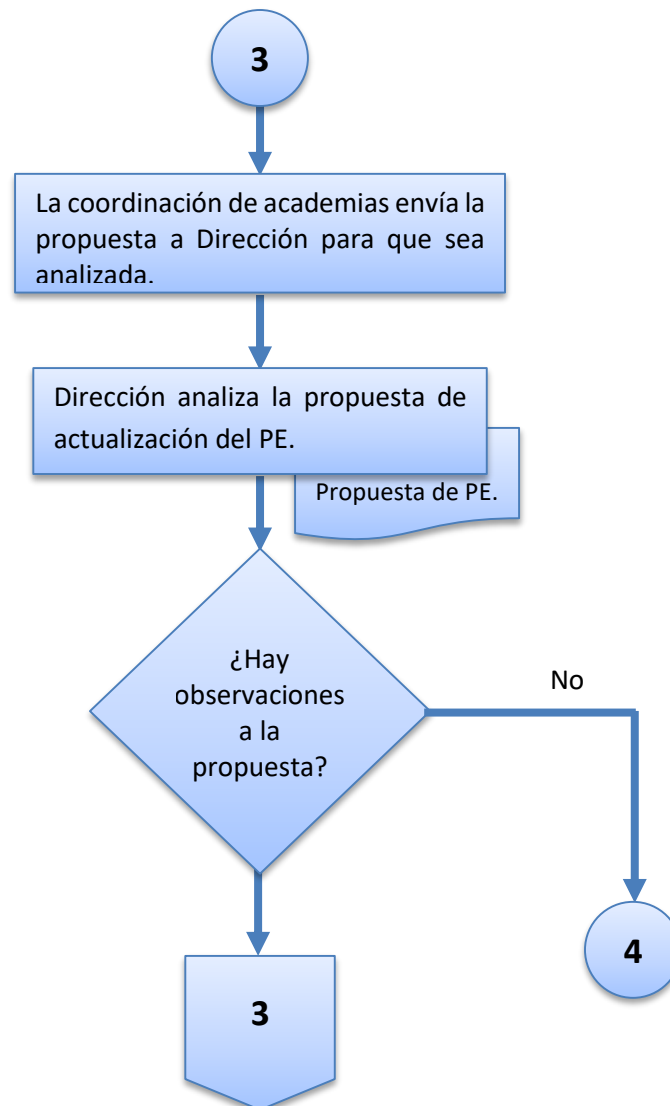 3
La coordinación de academias envía la
propuesta a Dirección para que sea
analizada.
Dirección analiza la propuesta de
actualización del PE.
Propuesta de PE.
¿Hay
observaciones
a la
propuesta?
No
4
3